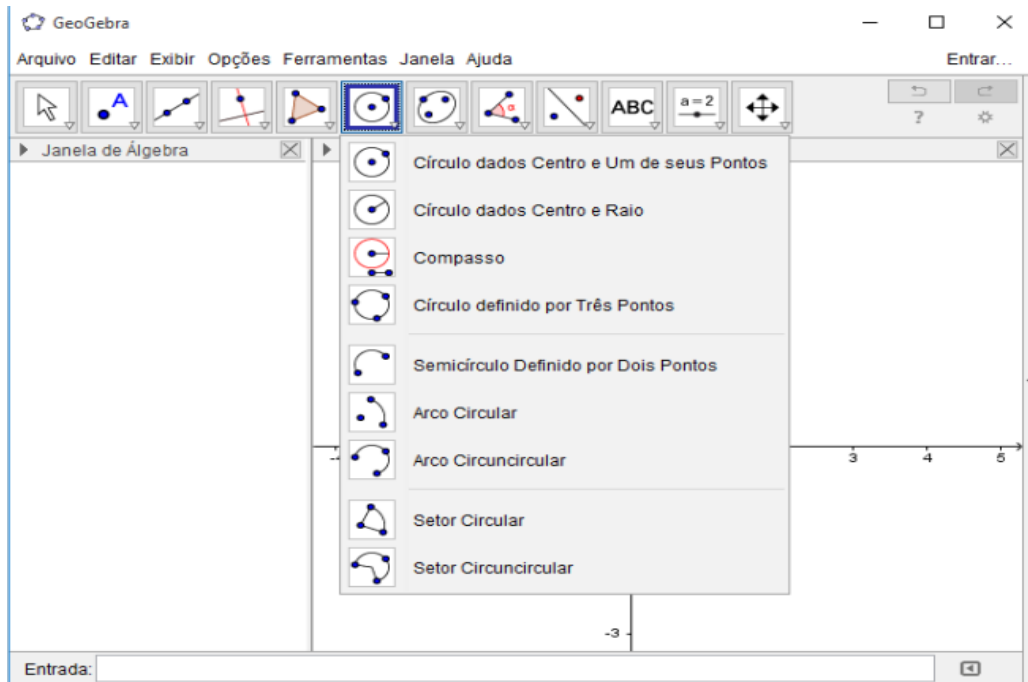 GeoGebra
Arquivo Editar Exibir Opções Ferramentas Janela Ajuda Entrar...
A α ABC a=2 ?
Janela de Álgebra
Círculo dados Centro e Um de seus Pontos
Círculo dados Centro e Raio
Compasso
Círculo definido por Três Pontos
Semicírculo Definido por Dois Pontos
Arco Circular
Arco Circuncircular
3 4 5
Setor Circular
Setor Circuncircular
-3
Entrada: